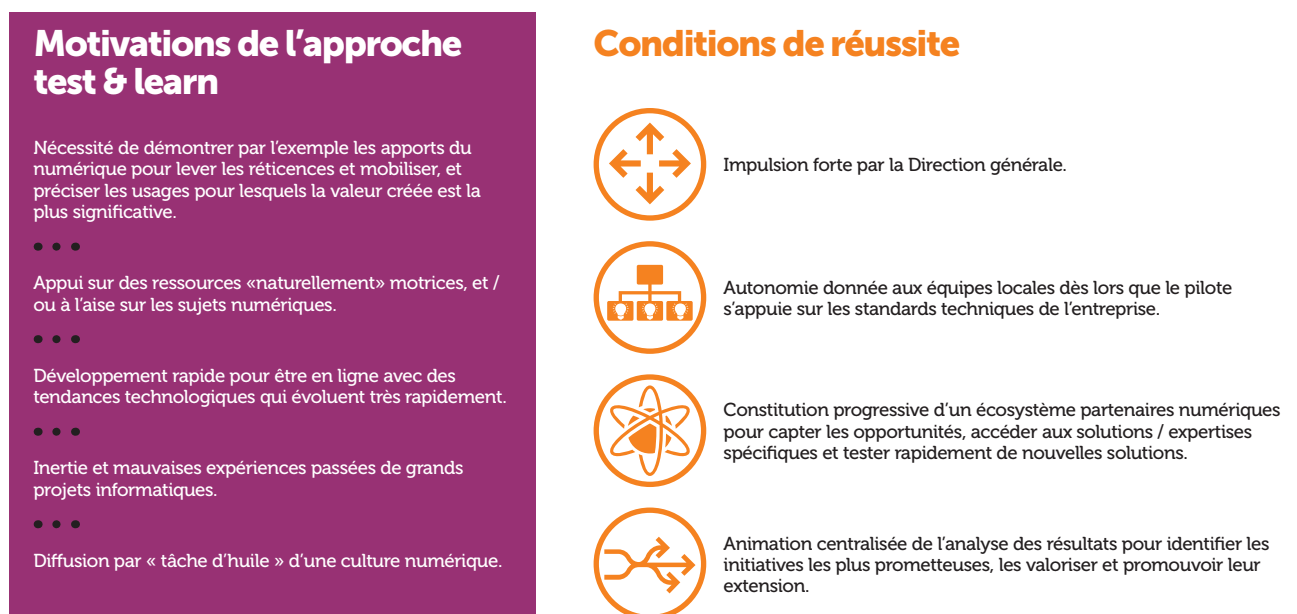 Motivations de l’approche
test & learn
Nécessité de démontrer par l’exemple les apports du
numérique pour lever les réticences et mobiliser, et
préciser les usages pour lesquels la valeur créée est la
plus significative.
• • •
Appui sur des ressources «naturellement» motrices, et /
ou à l’aise sur les sujets numériques.
• • •
Développement rapide pour être en ligne avec des
tendances technologiques qui évoluent très rapidement.
• • •
Inertie et mauvaises expériences passées de grands
projets informatiques.
• • •
Diffusion par « tâche d’huile » d’une culture numérique.
Conditions de réussite
Impulsion forte par la Direction générale.
Autonomie donnée aux équipes locales dès lors que le pilote
s’appuie sur les standards techniques de l’entreprise.
Constitution progressive d’un écosystème partenaires numériques
pour capter les opportunités, accéder aux solutions / expertises
spécifiques et tester rapidement de nouvelles solutions.
Animation centralisée de l’analyse des résultats pour identifier les
initiatives les plus prometteuses, les valoriser et promouvoir leur
extension.